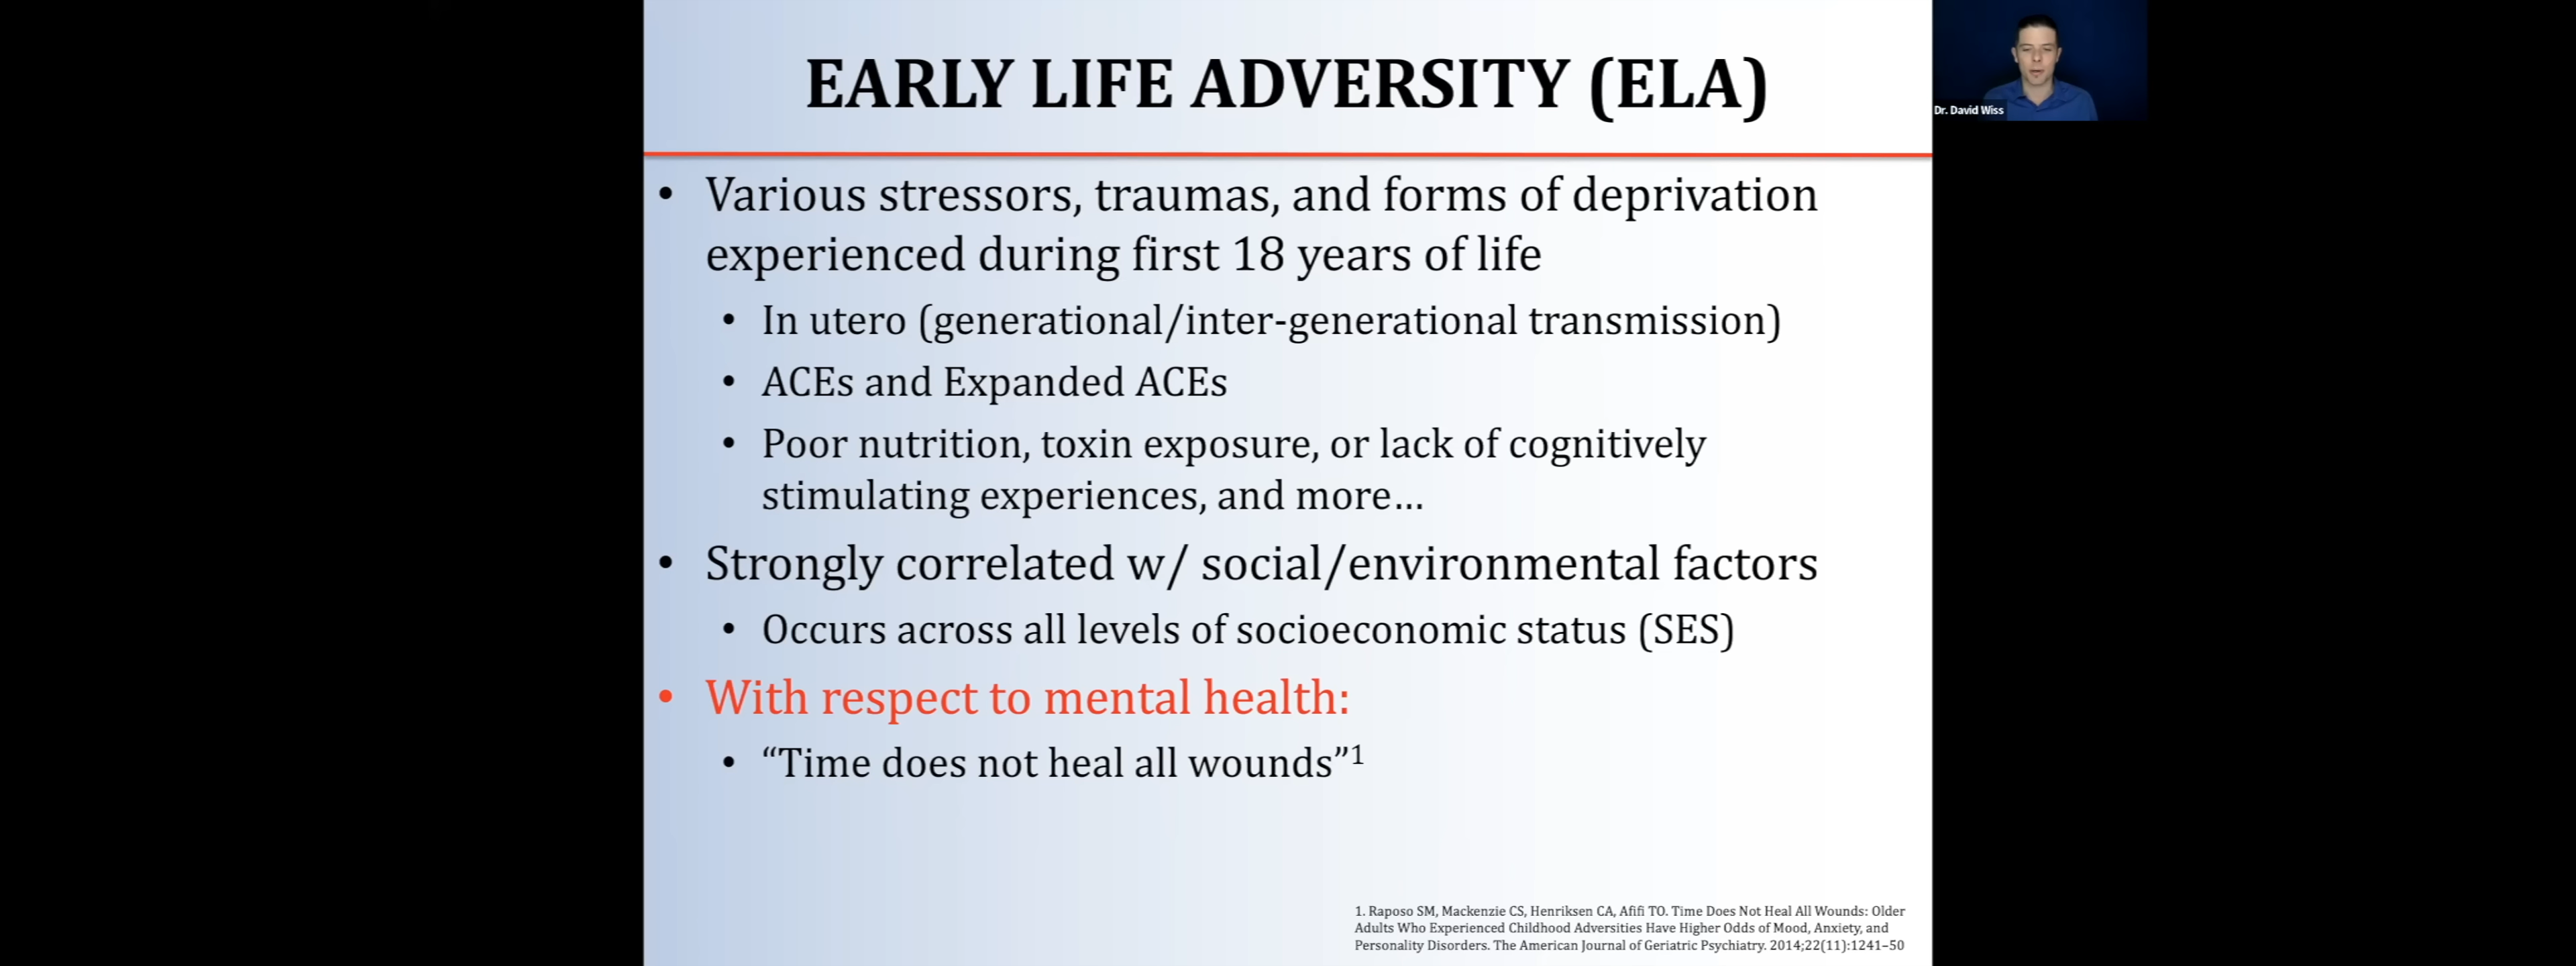 EARLY LIFE ADVERSITY (ELA)
Dr. David Wiss
• Various stressors, traumas, and forms of deprivation
experienced during first 18 years of life
• In utero (generational/inter-generational transmission)
• ACEs and Expanded ACEs
• Poor nutrition, toxin exposure, or lack of cognitively
stimulating experiences, and more…
• Strongly correlated w/ social/environmental factors
• Occurs across all levels of socioeconomic status (SES)
• With respect to mental health:
• “Time does not heal all wounds”¹
1. Raposo SM, Mackenzie CS, Henriksen CA, Afifi TO. Time Does Not Heal All Wounds: Older
Adults Who Experienced Childhood Adversities Have Higher Odds of Mood, Anxiety, and
Personality Disorders. The American Journal of Geriatric Psychiatry. 2014;22(11):1241–50